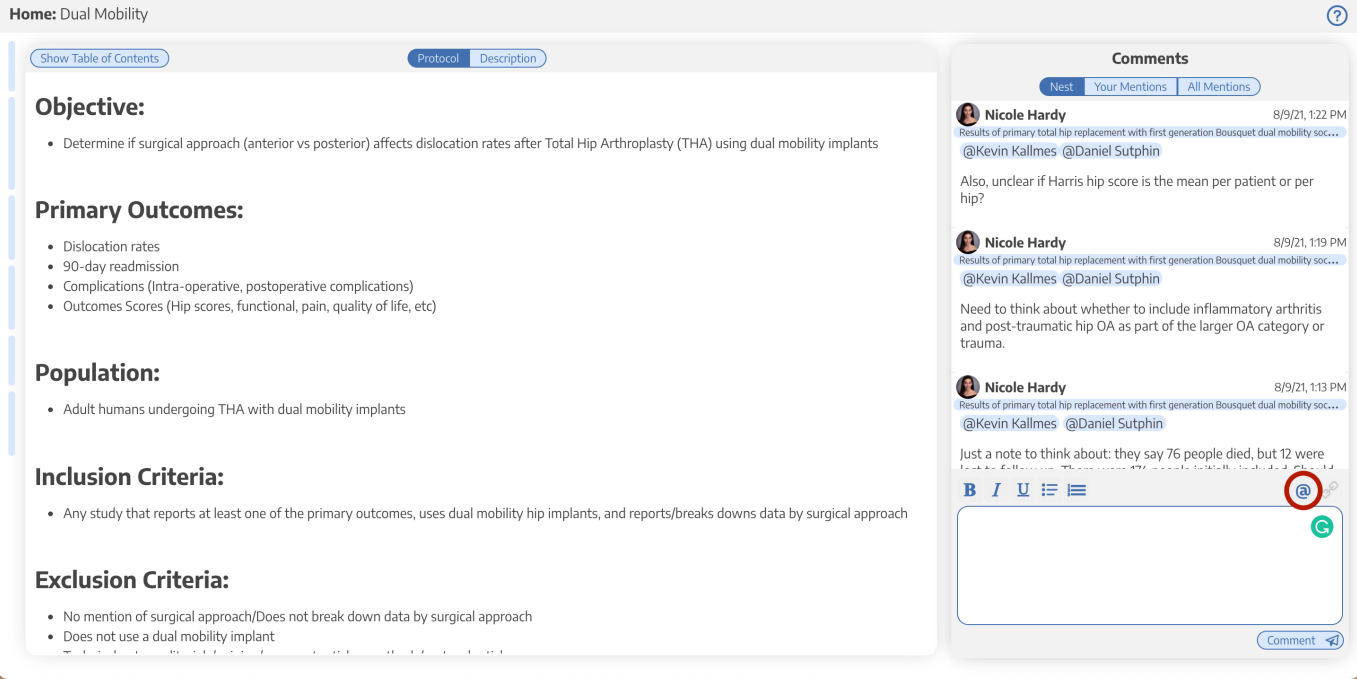 Home: Dual Mobility
Show Table of Contents
Protocol Description
Objective:
Determine if surgical approach (anterior vs posterior) affects dislocation rates after Total Hip Arthroplasty (THA) using dual mobility implants
Primary Outcomes:
Dislocation rates
90-day readmission
Complications (Intra-operative, postoperative complications)
Outcomes Scores (Hip scores, functional, pain, quality of life, etc)
Population:
Adult humans undergoing THA with dual mobility implants
Inclusion Criteria:
Any study that reports at least one of the primary outcomes, uses dual mobility hip implants, and reports/breaks downs data by surgical approach
Exclusion Criteria:
No mention of surgical approach/Does not break down data by surgical approach
Does not use a dual mobility implant
Comments
Nest Your Mentions All Mentions
Nicole Hardy 8/9/21, 1:22 PM
Results of primary total hip replacement with first generation Bousquet dual mobility soc...
@Kevin Kallmes @Daniel Sutphin
Also, unclear if Harris hip score is the mean per patient or per
hip?
Nicole Hardy 8/9/21, 1:19 PM
Results of primary total hip replacement with first generation Bousquet dual mobility soc...
@Kevin Kallmes @Daniel Sutphin
Need to think about whether to include inflammatory arthritis
and post-traumatic hip OA as part of the larger OA category or
trauma.
Nicole Hardy 8/9/21, 1:13 PM
Results of primary total hip replacement with first generation Bousquet dual mobility soc...
@Kevin Kallmes @Daniel Sutphin
Just a note to think about: they say 76 people died, but 12 were
B I U @
Comment